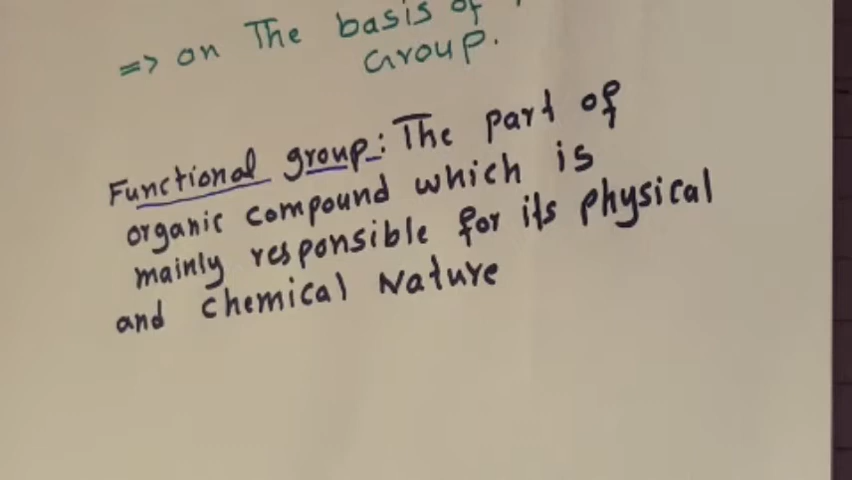 => on The basis of
Group.
Functional group: The part of
organic compound which is
mainly responsible for its physical
and chemical Nature